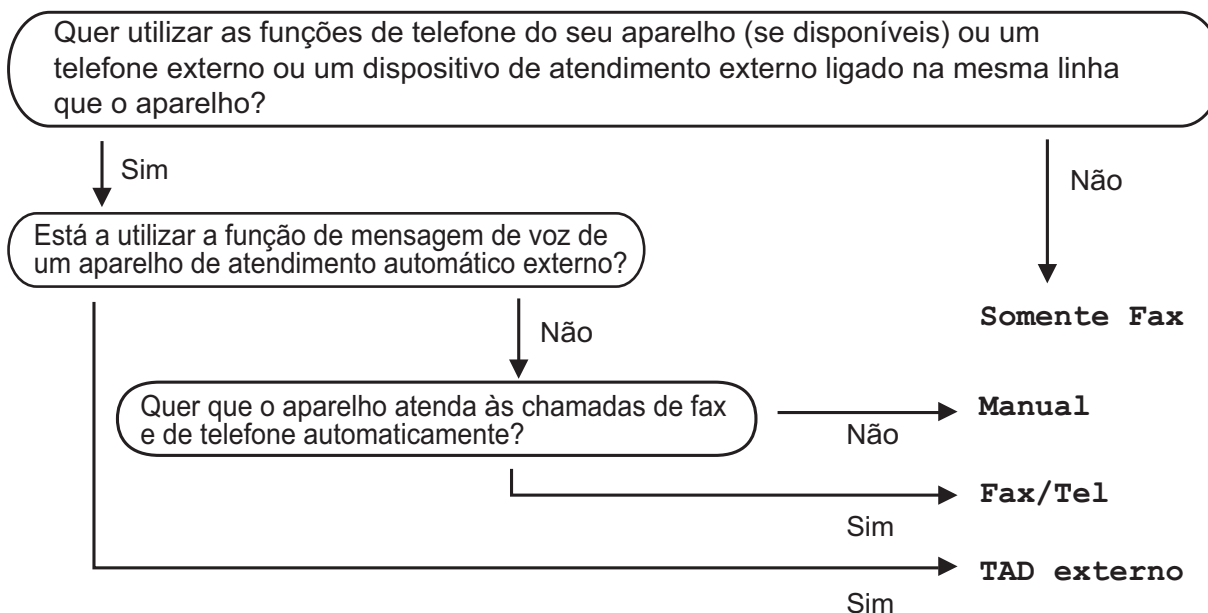 Quer utilizar as funções de telefone do seu aparelho (se disponíveis) ou um
telefone externo ou um dispositivo de atendimento externo ligado na mesma linha
que o aparelho?
Sim
Não
Está a utilizar a função de mensagem de voz de
um aparelho de atendimento automático externo?
Não
Somente Fax
Quer que o aparelho atenda às chamadas de fax
e de telefone automaticamente?
Não
Manual
Sim
Fax/Tel
Sim
TAD externo